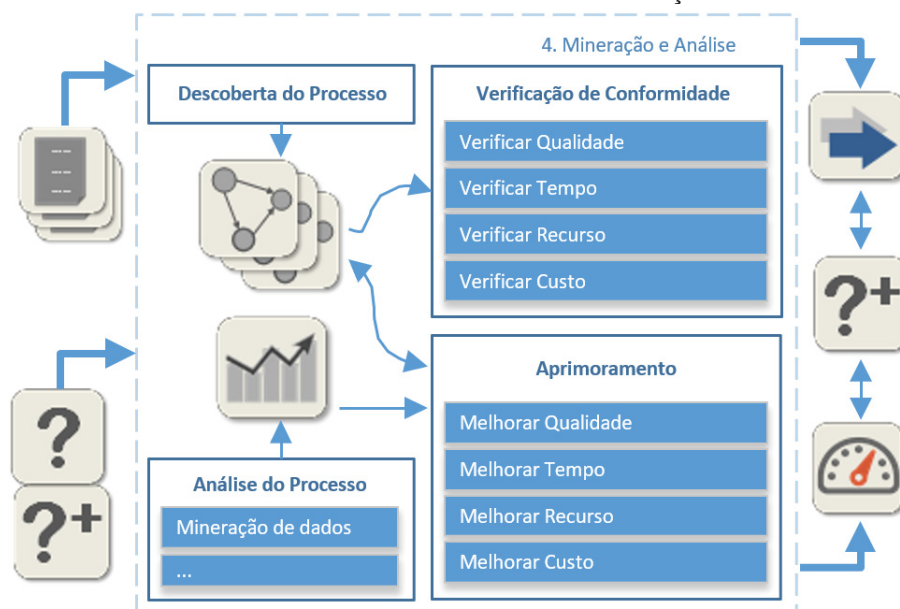 4. Mineração e Análise
Descoberta do Processo
Verificação de Conformidade
Verificar Qualidade
Verificar Tempo
Verificar Recurso
Verificar Custo
Aprimoramento
Melhorar Qualidade
Melhorar Tempo
Melhorar Recurso
Melhorar Custo
Análise do Processo
Mineração de dados
...
?
?+
?+